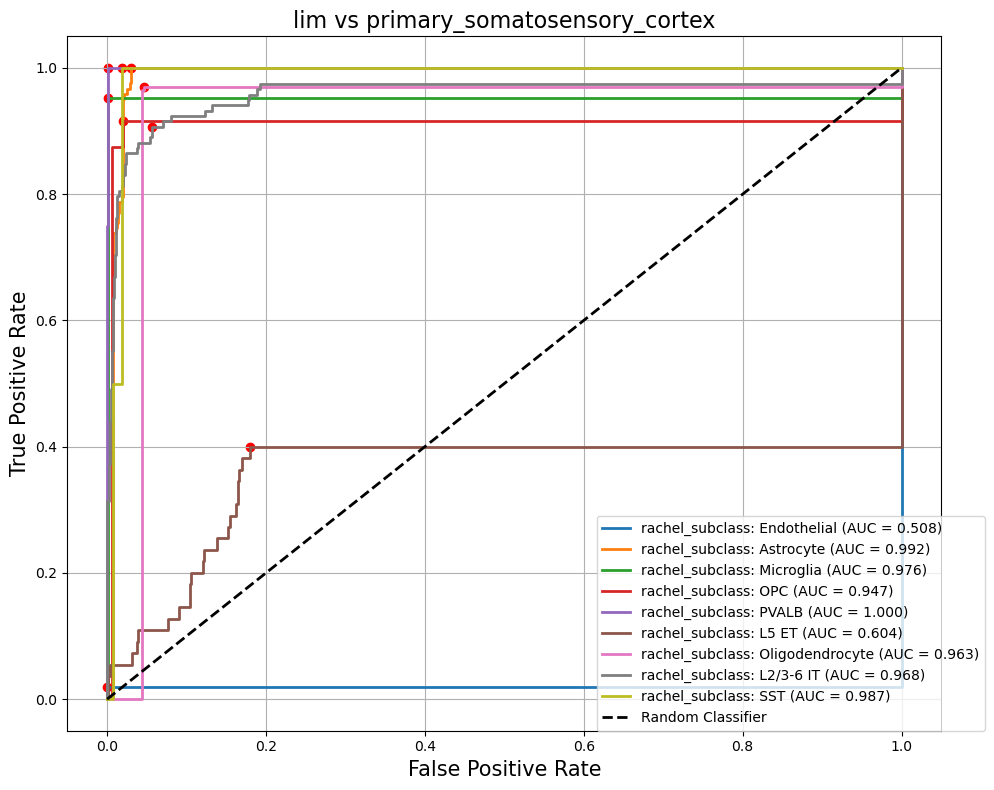 lim vs primary_somatosensory_cortex
True Positive Rate
1.0
0.8
0.6
0.4
0.2
0.0
rachel_subclass: Endothelial (AUC = 0.508)
rachel_subclass: Astrocyte (AUC = 0.992)
rachel_subclass: Microglia (AUC = 0.976)
rachel_subclass: OPC (AUC = 0.947)
rachel_subclass: PVALB (AUC = 1.000)
rachel_subclass: L5 ET (AUC = 0.604)
rachel_subclass: Oligodendrocyte (AUC = 0.963)
rachel_subclass: L2/3-6 IT (AUC = 0.968)
rachel_subclass: SST (AUC = 0.987)
Random Classifier
0.0 0.2 0.4 0.6 0.8 1.0
False Positive Rate